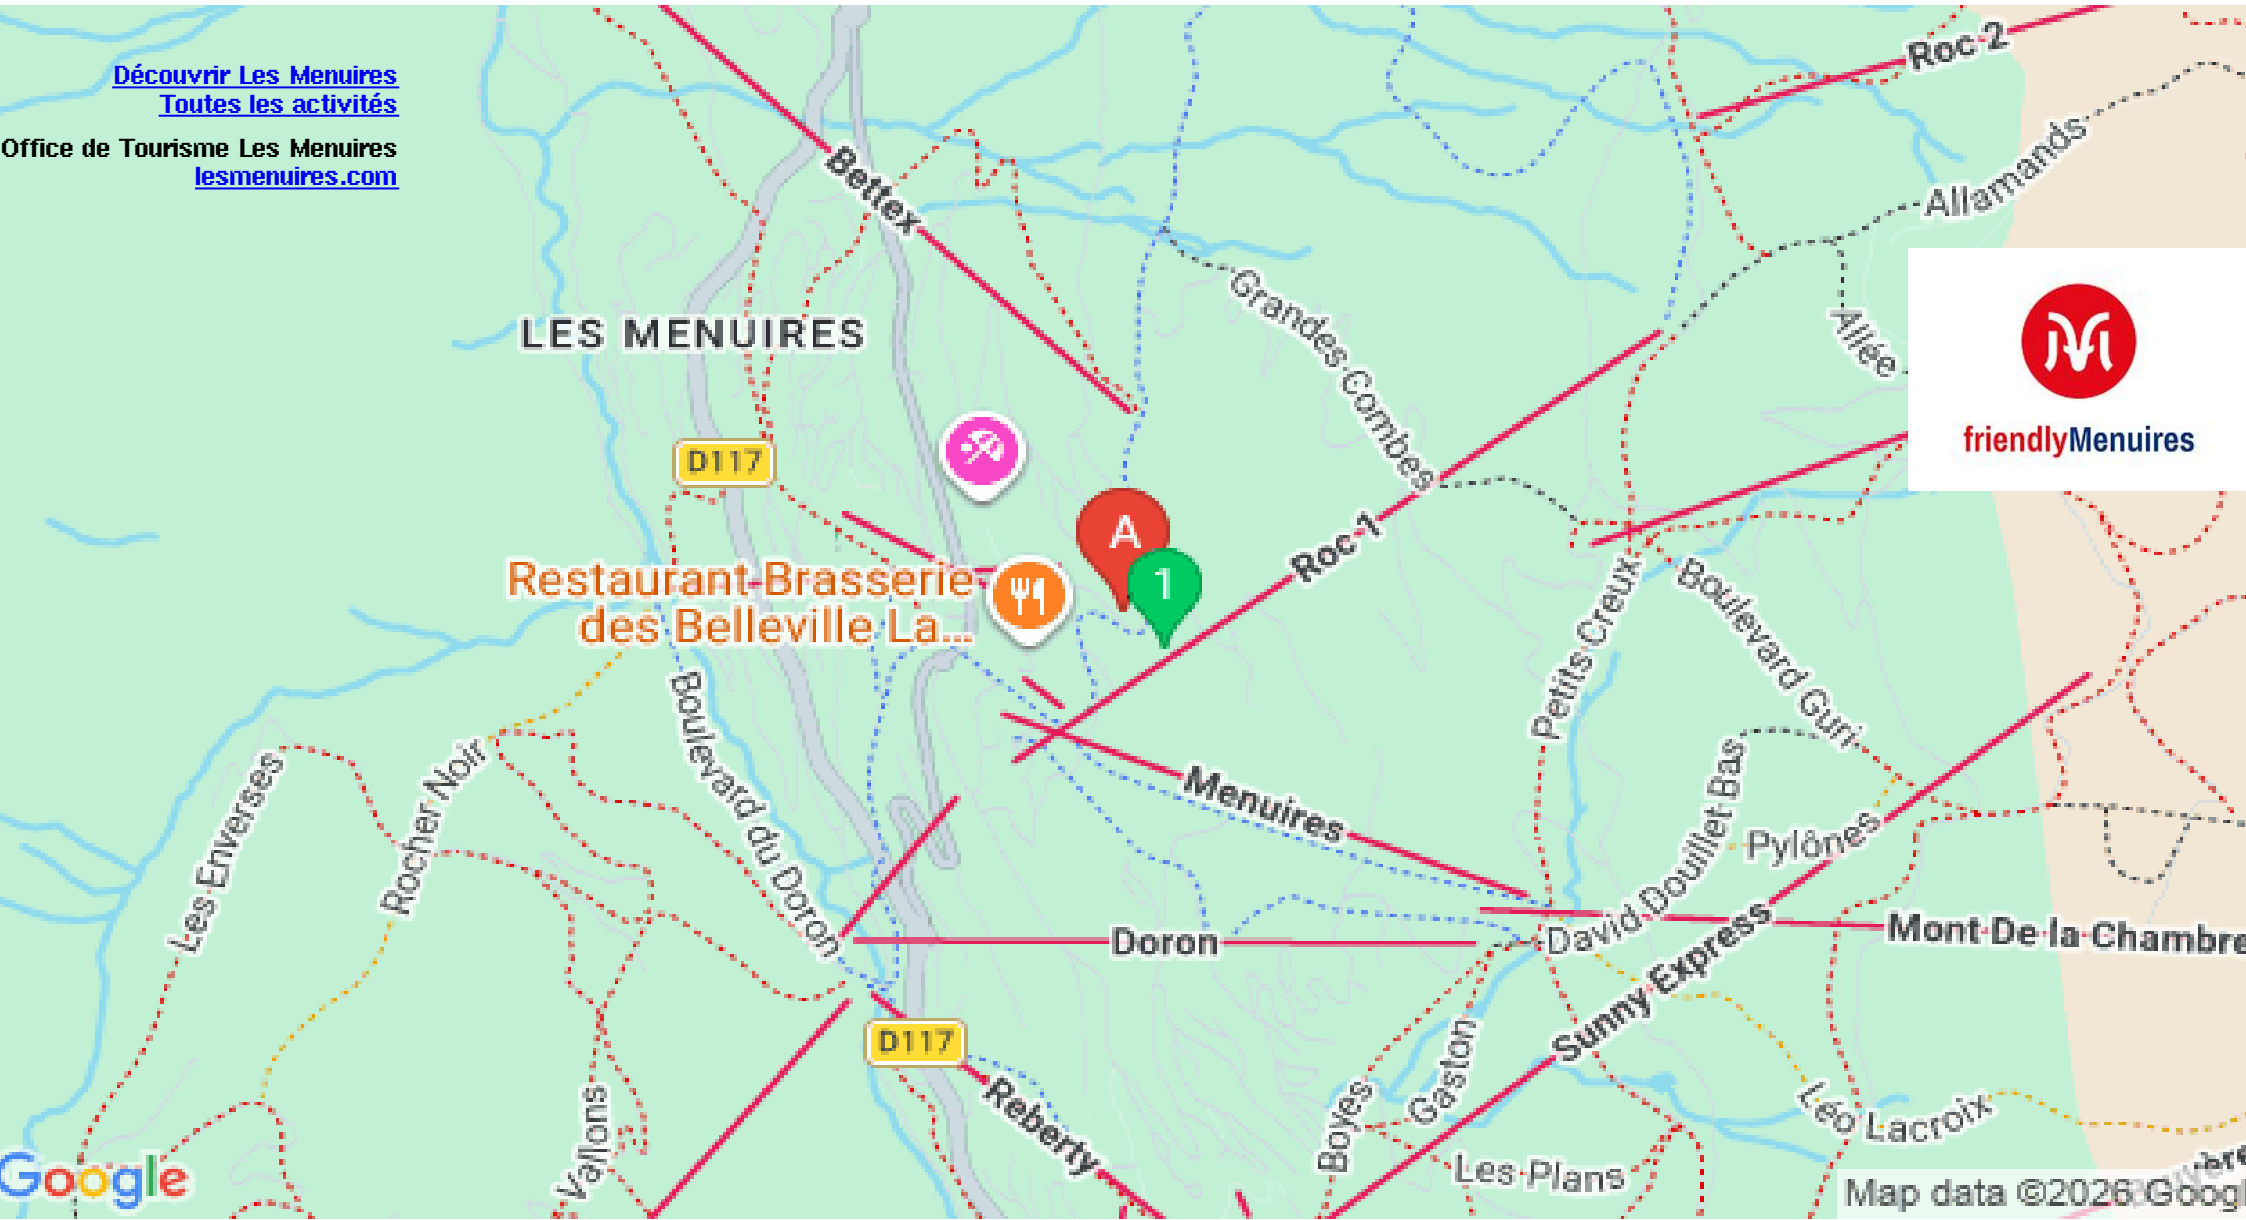 Découvrir Les Menuires
Toutes les activités
Office de Tourisme Les Menuires
lesmenuires.com
Roc 2
Allamands
Bettex
Grandes Combes
Allée
LES MENUIRES
friendlyMenuires
D117
A
1
Roc 1
Restaurant Brasserie
des Belleville La...
Petits Creux
Boulevard Guri
Boulevard du Doron
Rocher Noir
Les Enverses
Menuires
David Douillet Bas
Pylônes
Doron
Mont De la Chambre
Sunny Express
D117
Reberty
Vallons
Boyes
Gaston
Léo Lacroix
Les Plans
Google
Map data ©2026 Googl